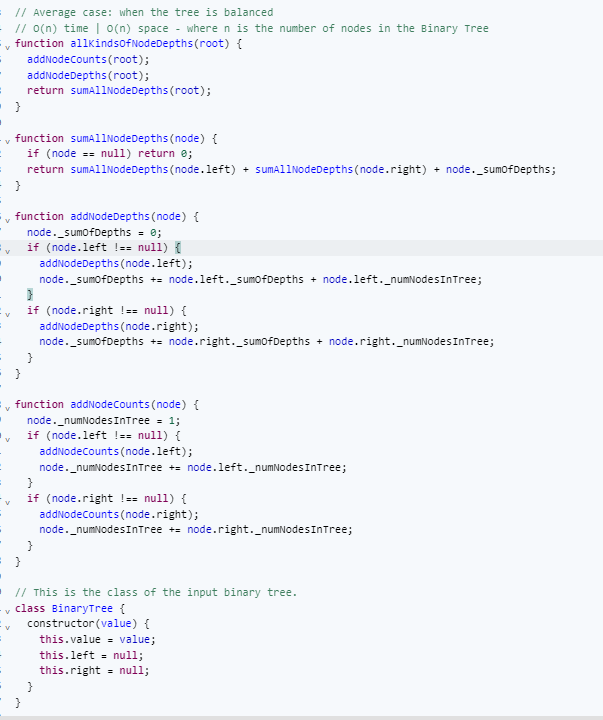 // Average case: when the tree is balanced
// O(n) time | O(n) space - where n is the number of nodes in the Binary Tree
function allKindsOfNodeDepths(root) {
  addNodeCounts(root);
  addNodeDepths(root);
  return sumAllNodeDepths(root);
}

function sumAllNodeDepths(node) {
  if (node == null) return 0;
  return sumAllNodeDepths(node.left) + sumAllNodeDepths(node.right) + node._sumOfDepths;
}

function addNodeDepths(node) {
  node._sumOfDepths = 0;
  if (node.left !== null) {
    addNodeDepths(node.left);
    node._sumOfDepths += node.left._sumOfDepths + node.left._numNodesInTree;
  }
  if (node.right !== null) {
    addNodeDepths(node.right);
    node._sumOfDepths += node.right._sumOfDepths + node.right._numNodesInTree;
  }
}

function addNodeCounts(node) {
  node._numNodesInTree = 1;
  if (node.left !== null) {
    addNodeCounts(node.left);
    node._numNodesInTree += node.left._numNodesInTree;
  }
  if (node.right !== null) {
    addNodeCounts(node.right);
    node._numNodesInTree += node.right._numNodesInTree;
  }
}

// This is the class of the input binary tree.
class BinaryTree {
  constructor(value) {
    this.value = value;
    this.left = null;
    this.right = null;
  }
}